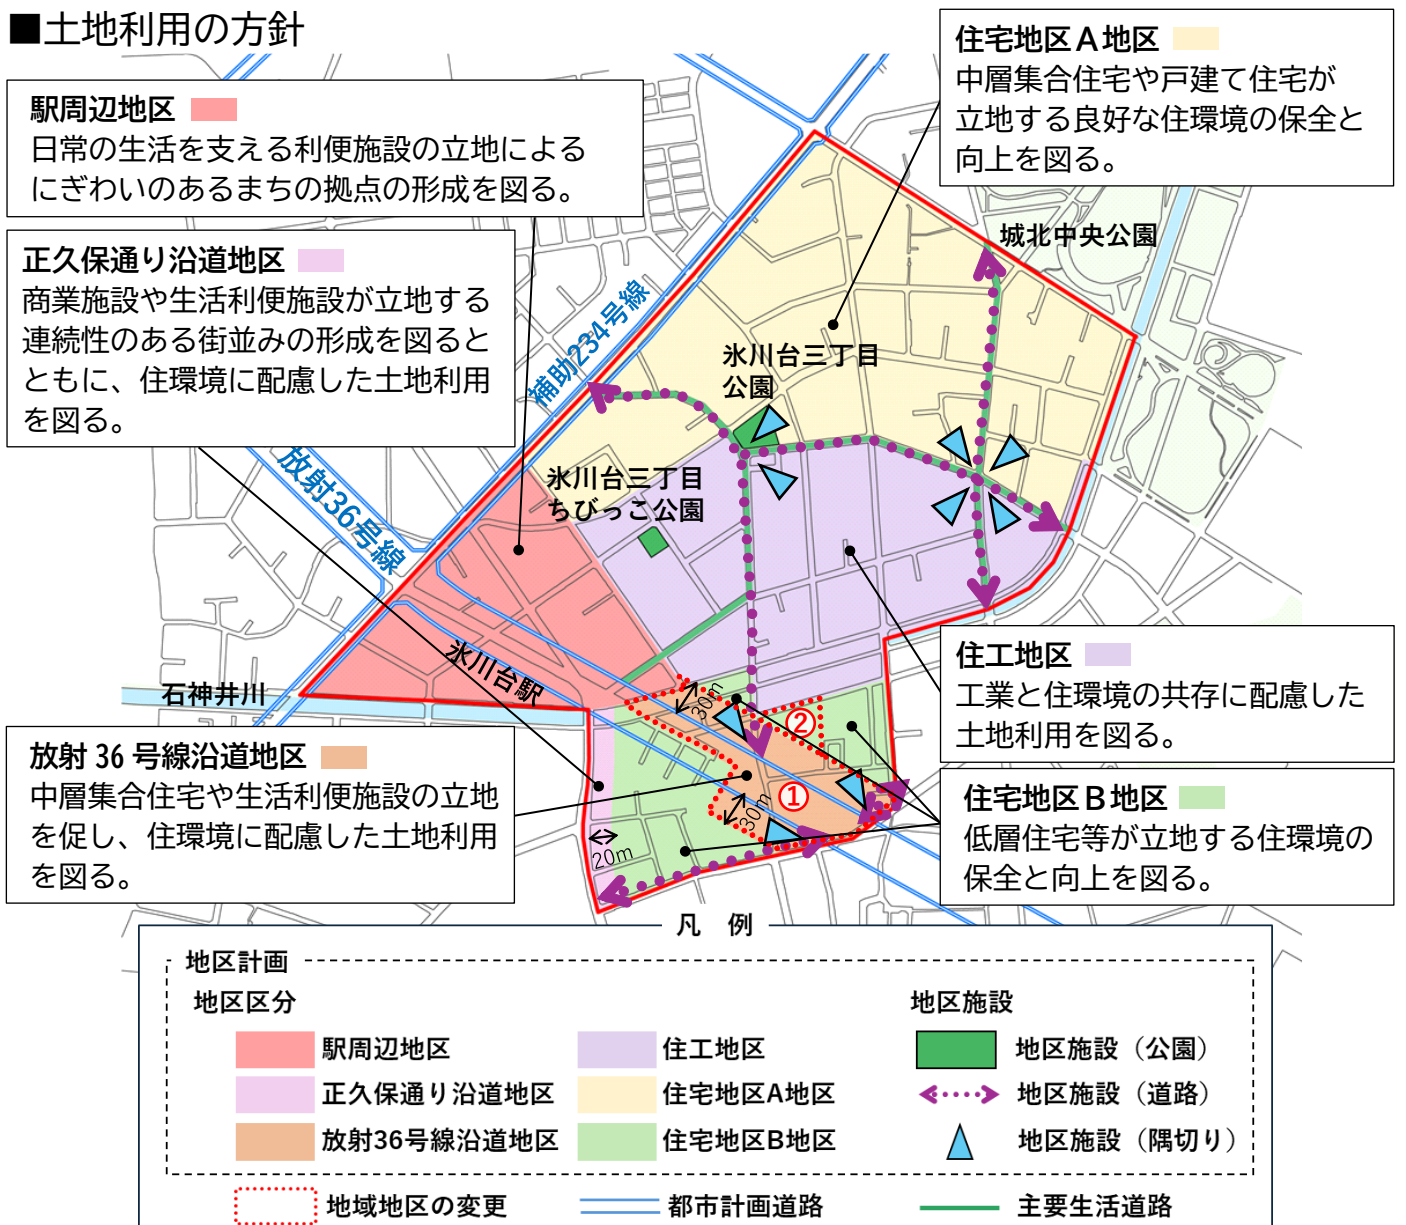 ■土地利用の方針
駅周辺地区
日常の生活を支える利便施設の立地による
にぎわいのあるまちの拠点の形成を図る。
住宅地区A地区
中層集合住宅や戸建て住宅が
立地する良好な住環境の保全と
向上を図る。
正久保通り沿道地区
商業施設や生活利便施設が立地する
連続性のある街並みの形成を図ると
ともに、住環境に配慮した土地利用
を図る。
城北中央公園
補助234号線
氷川台三丁目
公園
放射36号線
氷川台三丁目
ちびっこ公園
氷川台駅
石神井川
30m
②
①
30m
20m
住工地区
工業と住環境の共存に配慮した
土地利用を図る。
放射 36 号線沿道地区
中層集合住宅や生活利便施設の立地
を促し、住環境に配慮した土地利用
を図る。
住宅地区B地区
低層住宅等が立地する住環境の
保全と向上を図る。
凡 例
地区計画
地区区分
地区施設
駅周辺地区
住工地区
地区施設（公園）
正久保通り沿道地区
住宅地区A地区
地区施設（道路）
放射36号線沿道地区
住宅地区B地区
地区施設（隅切り）
地域地区の変更
都市計画道路
主要生活道路